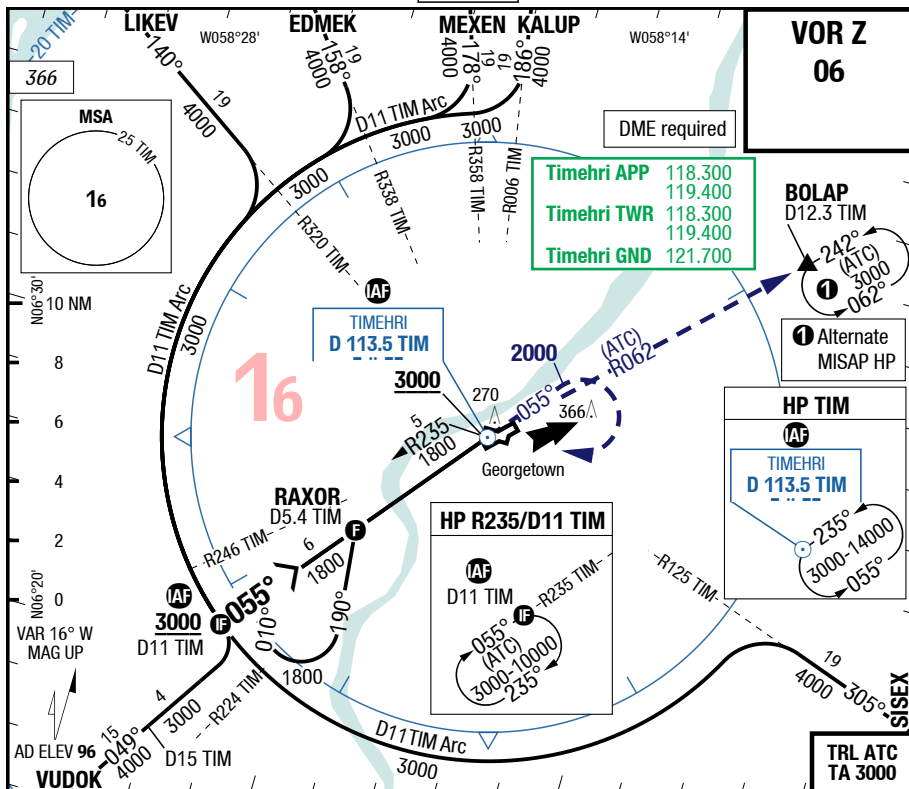 LIKEV
EDMEK
MEXEN KALUP
W058°28'
W058°14'
VOR Z
06
20 TIM
366
140°
19
4000
158°
19
4000
178°
19
4000
186°
19
4000
MSA
25 TIM
16
D11 TIM Arc
3000
3000
3000
DME required
R320 TIM
R338 TIM
R358 TIM
R006 TIM
Timehri APP 118.300
119.400
Timehri TWR 118.300
119.400
Timehri GND 121.700
BOLAP
D12.3 TIM
242°
(ATC)
3000
062°
1
1 Alternate
MISAP HP
N06°30'
10 NM
8
6
4
2
0
N06°20'
D11 TIM Arc
3000
IAF
TIMEHRI
D 113.5 TIM
3000
16
2000
(ATC)
R062
055°
270
366
5
R235
1800
Georgetown
RAXOR
D5.4 TIM
F
R246 TIM
6
1800
055°
IAF
3000
D11 TIM
IF
010°
190°
1800
HP R235/D11 TIM
IAF
D11 TIM
IF
R235 TIM
055°
(ATC)
3000-10000
235°
HP TIM
IAF
TIMEHRI
D 113.5 TIM
235°
3000-14000
055°
R125 TIM
VAR 16° W
MAG UP
AD ELEV 96
4
3000
15
049°
4000
D15 TIM
VUDOK
R224 TIM
D11TIM Arc
3000
19
4000
305°
SISEX
TRL ATC
TA 3000